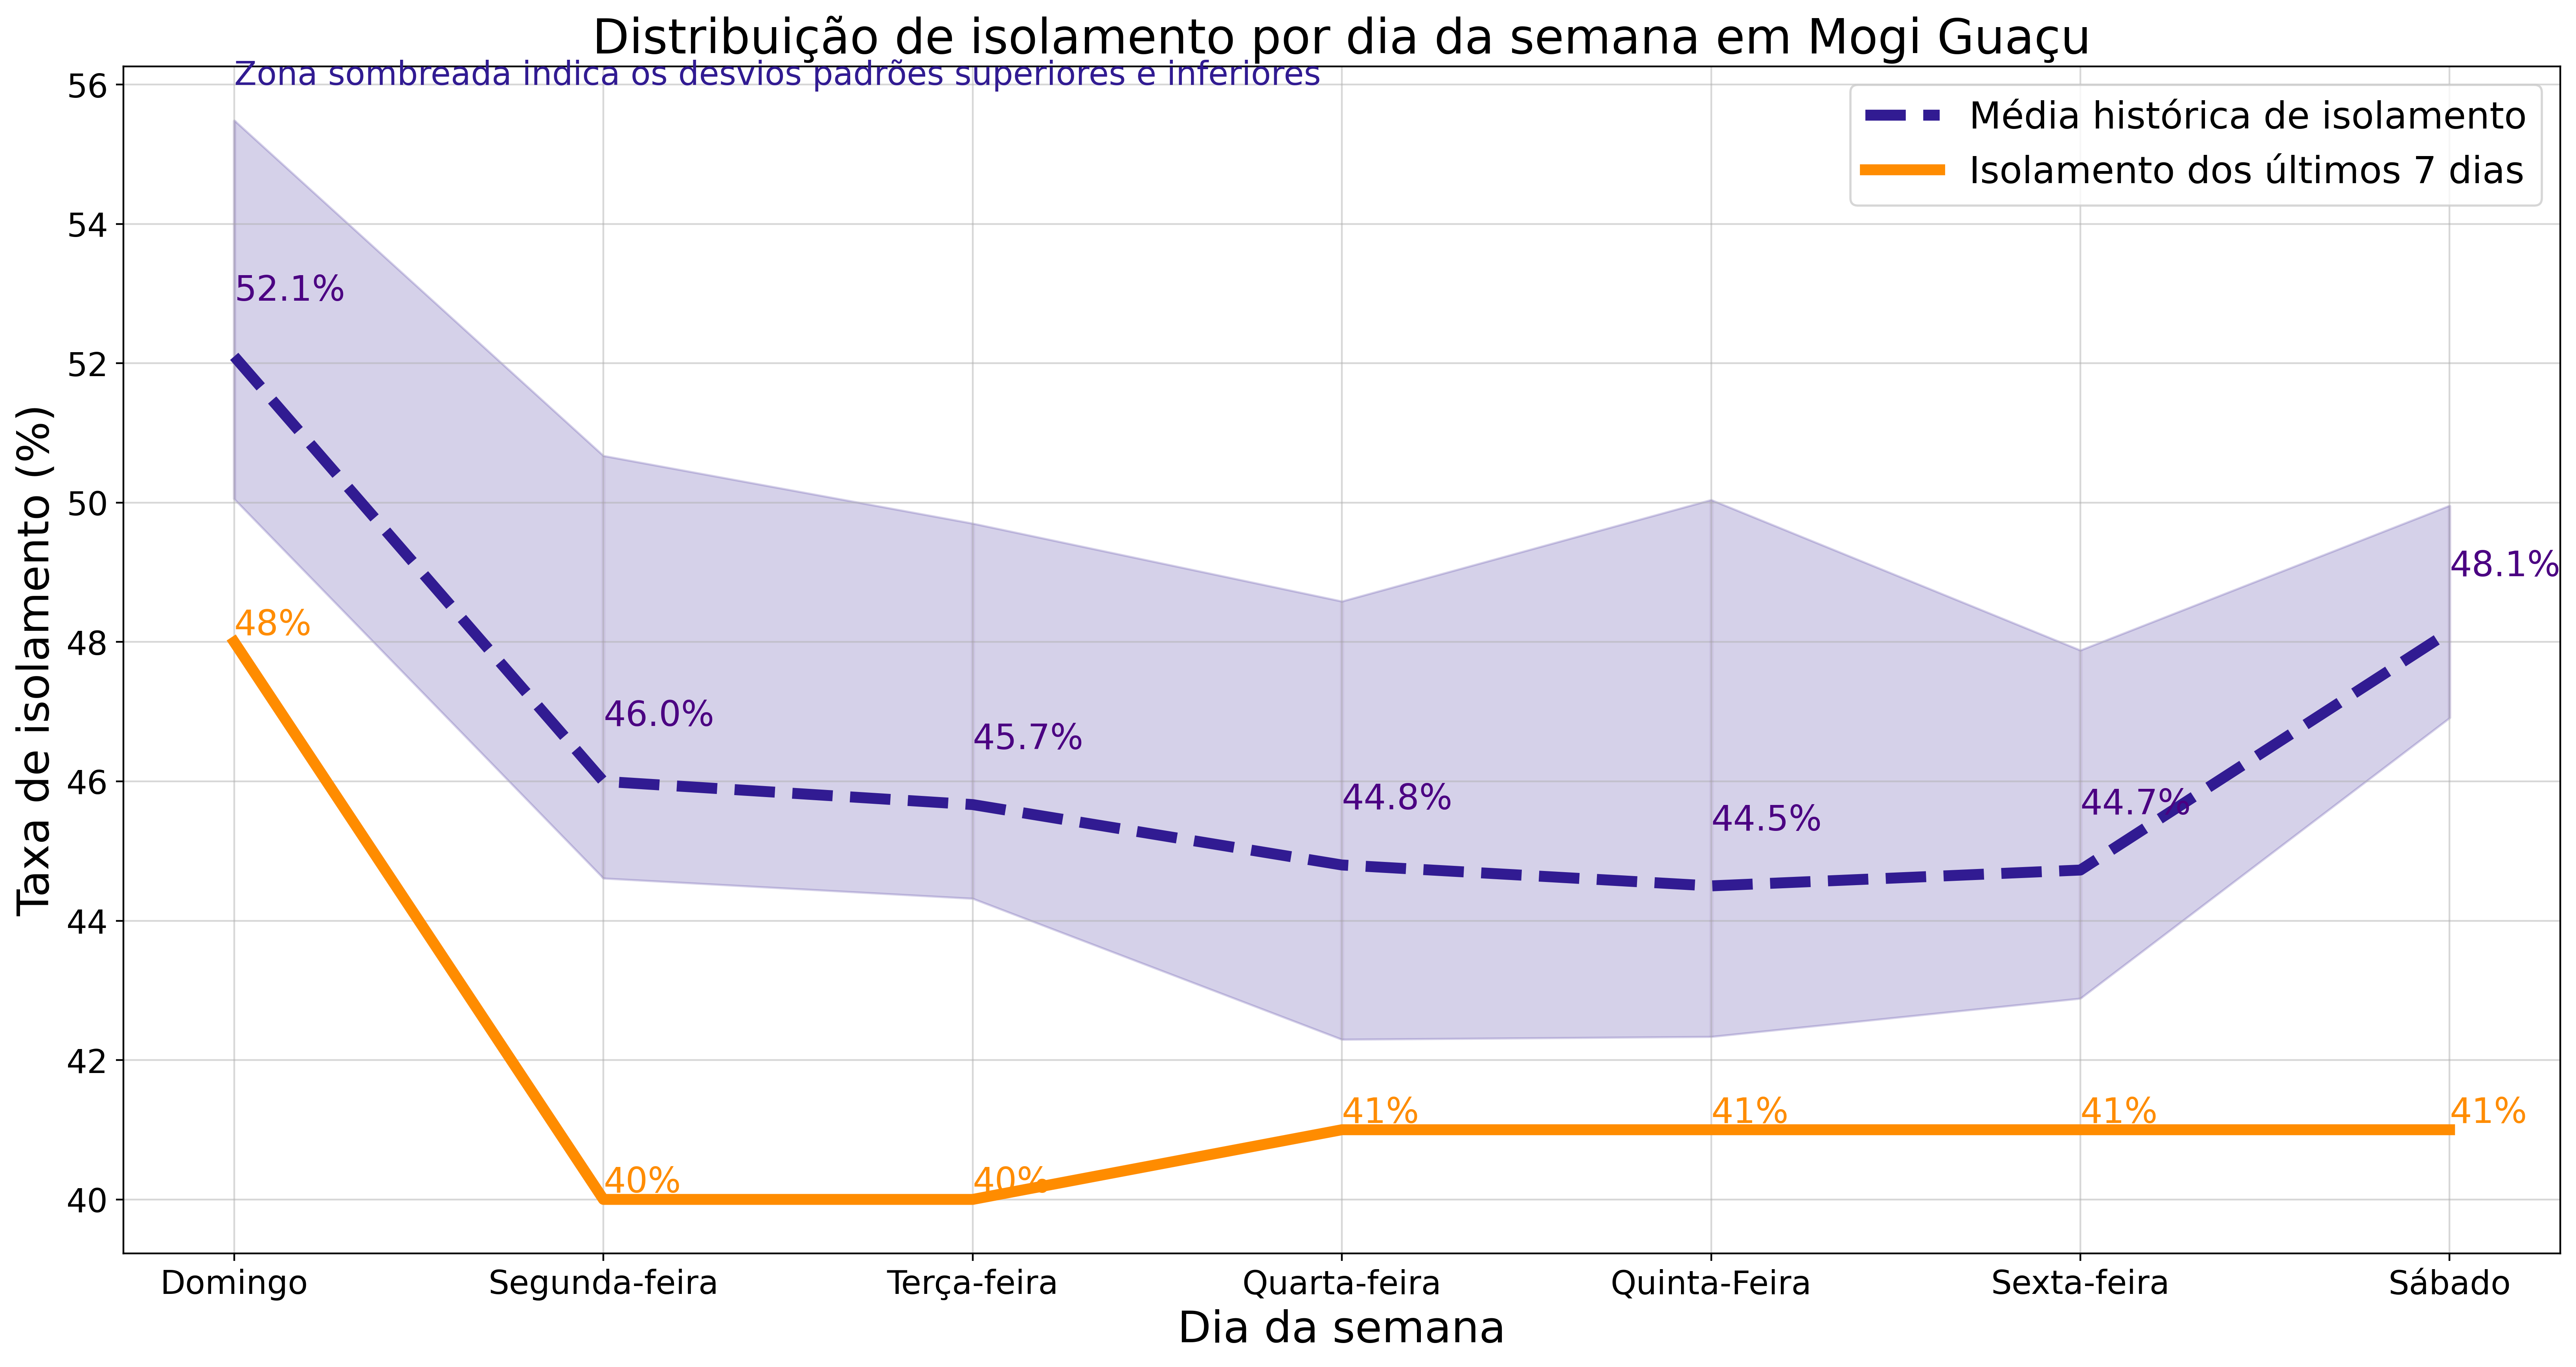 Distribuição de isolamento por dia da semana em Mogi Guaçu
Zona sombreada indica os desvios padrões superiores e inferiores
Média histórica de isolamento
Isolamento dos últimos 7 dias
Taxa de isolamento (%)
56
54
52
50
48
46
44
42
40
52.1%
46.0%
45.7%
44.8%
44.5%
44.7%
48.1%
48%
40%
40%
41%
41%
41%
41%
Domingo
Segunda-feira
Terça-feira
Quarta-feira
Quinta-Feira
Sexta-feira
Sábado
Dia da semana